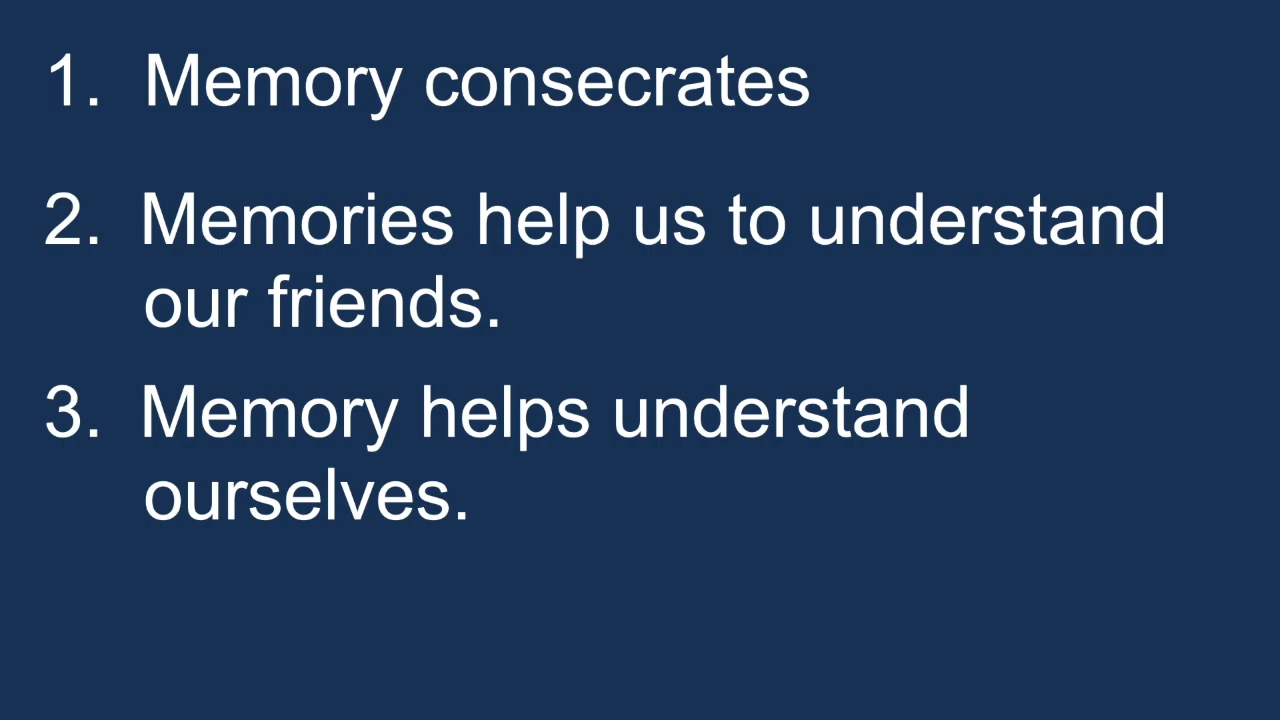 1. Memory consecrates
2. Memories help us to understand
our friends.
3. Memory helps understand
ourselves.